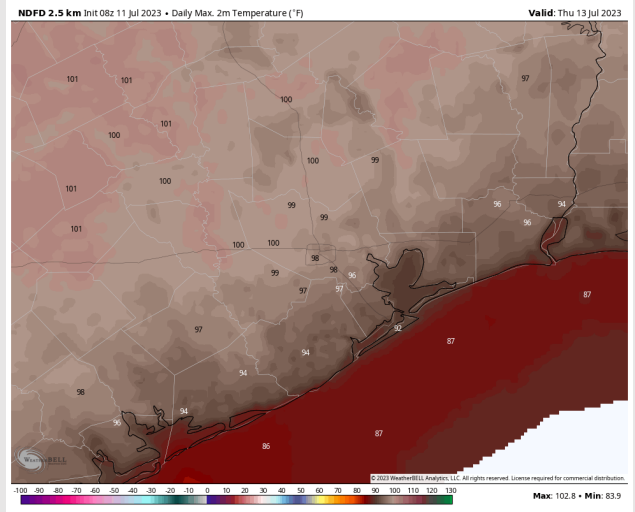 NDFD 2.5 km Init 08z 11 Jul 2023 • Daily Max. 2m Temperature (°F) Valid: Thu 13 Jul 2023
101 101 97
100
101
100
100 99
100
101
96 94
99
99 96
101
100 100
98
99 98 96
97 97 87
97 92
87
94
94
98
94
96
87
86
WEATHERBELL
© 2023 WeatherBELL Analytics, LLC. All rights reserved. License required for commercial distribution.
-100 -90 -80 -70 -60 -50 -40 -30 -20 -10 0 10 20 30 40 50 60 70 80 90 100 110 120 130
Max: 102.8 • Min: 83.9